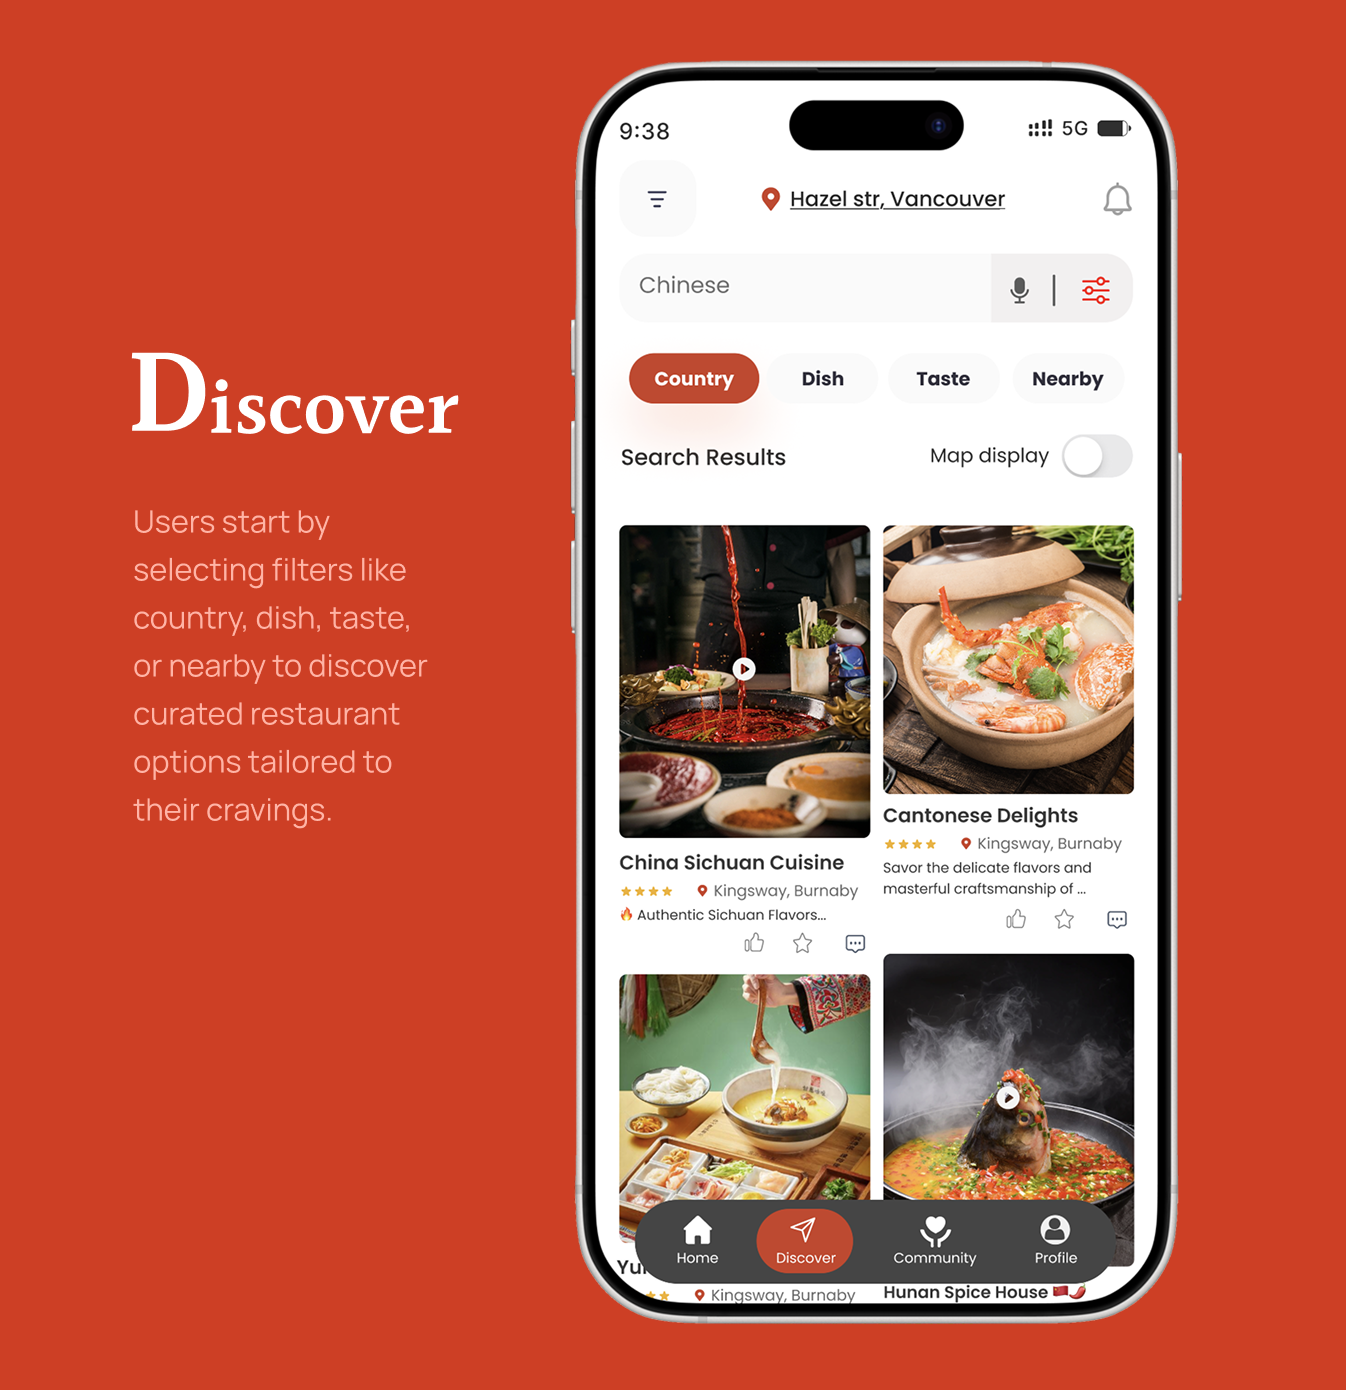 Discover
Users start by
selecting filters like
country, dish, taste,
or nearby to discover
curated restaurant
options tailored to
their cravings.
9:38
5G
Hazel str, Vancouver
Chinese
Country
Dish
Taste
Nearby
Search Results
Map display
China Sichuan Cuisine
★★★★ Kingsway, Burnaby
🔥 Authentic Sichuan Flavors...
Cantonese Delights
★★★★ Kingsway, Burnaby
Savor the delicate flavors and
masterful craftsmanship of ...
Home
Discover
Community
Profile
Kingsway, Burnaby
Hunan Spice House 🇨🇳🌶️